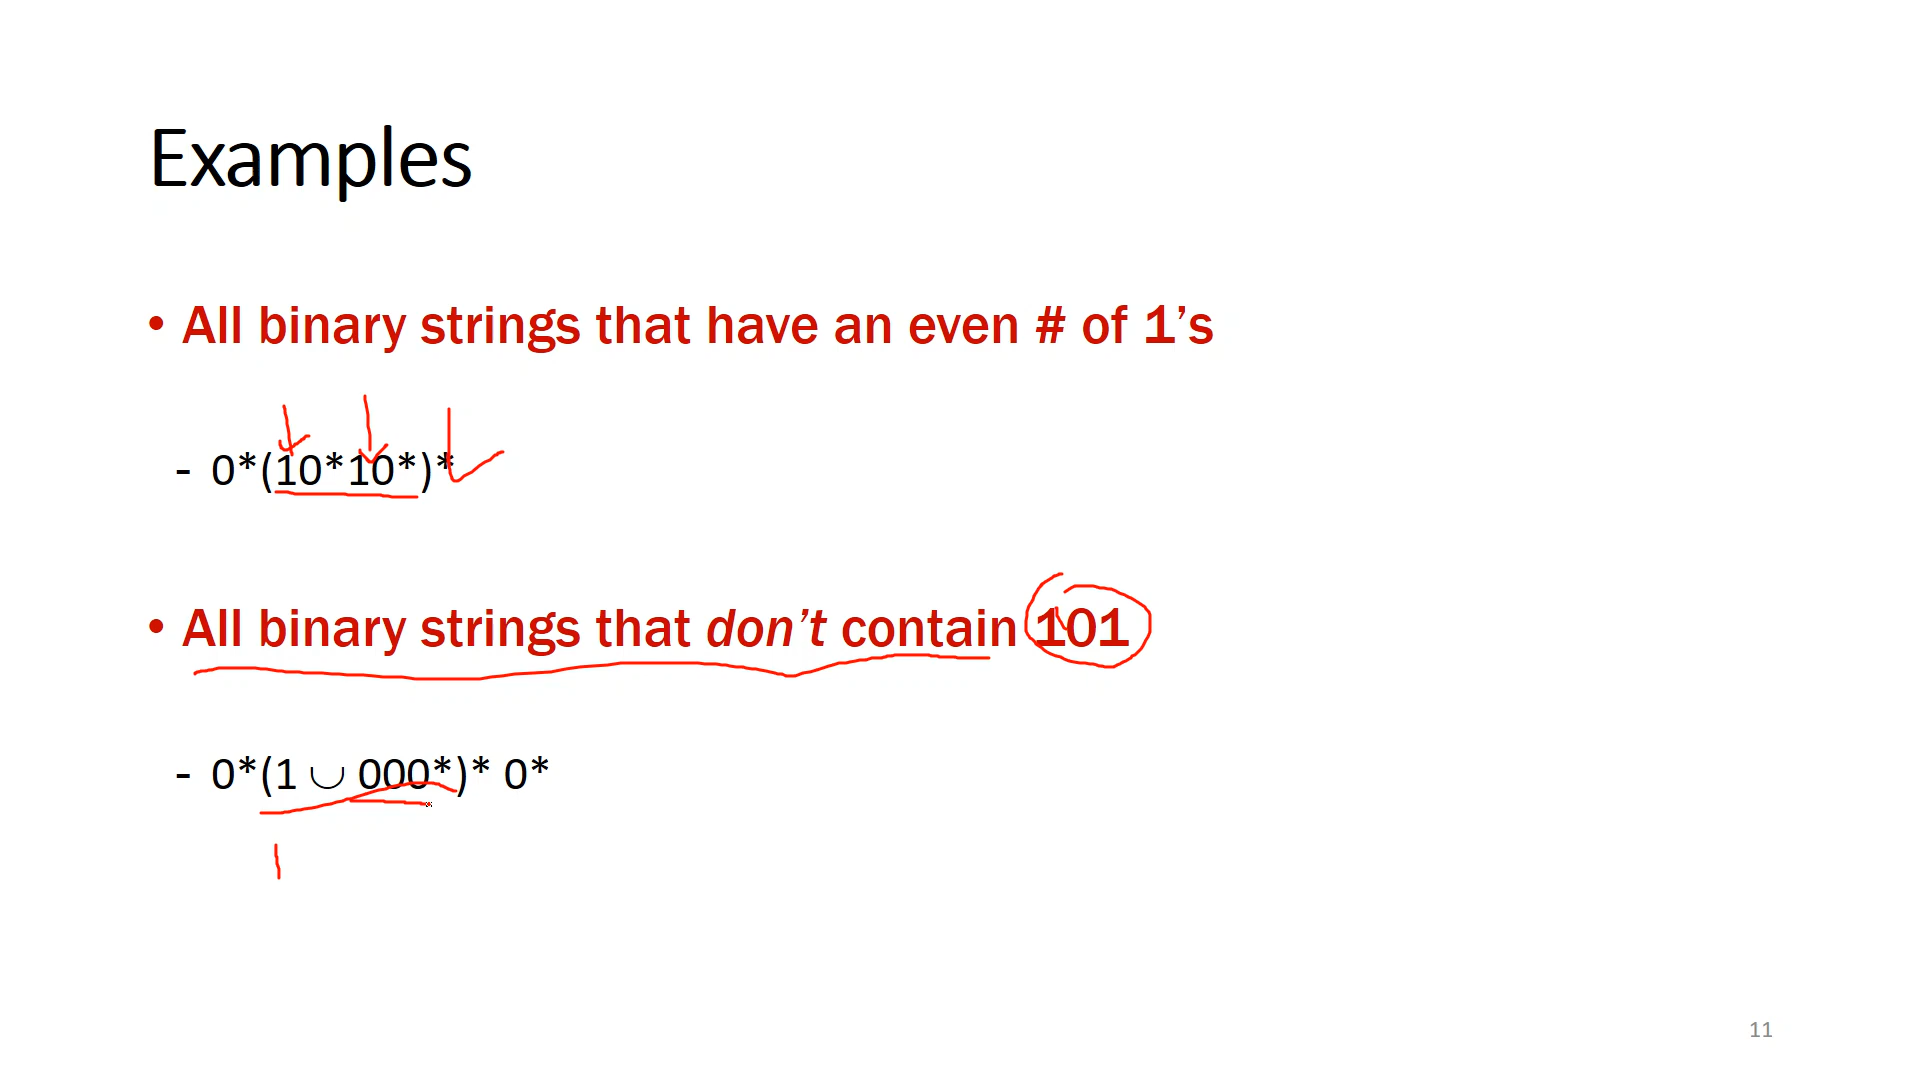 Examples
• All binary strings that have an even # of 1’s
- 0*(10*10*)*
• All binary strings that don’t contain 101
- 0*(1 ∪ 000*)* 0*
11